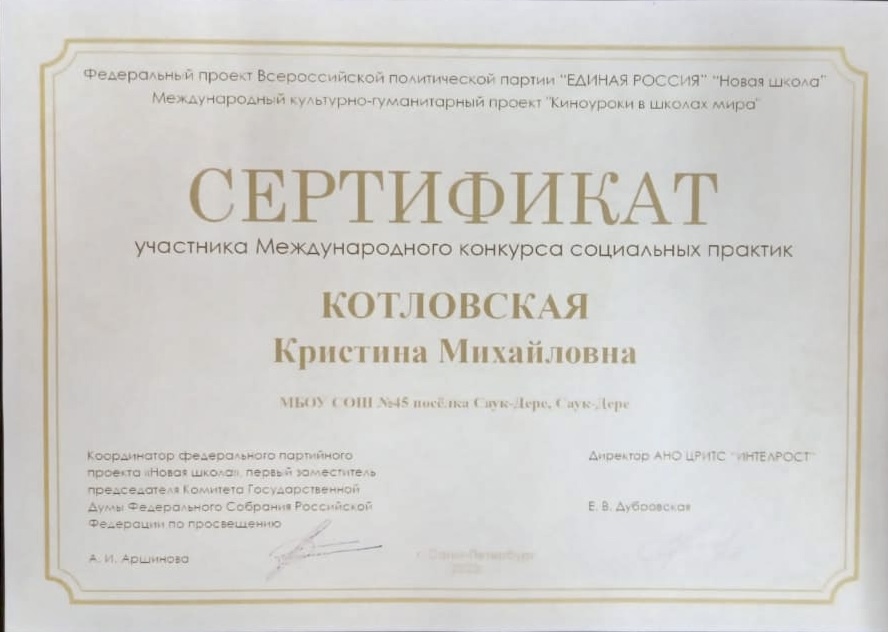 Федеральный проект Всероссийской политической партии "ЕДИНАЯ РОССИЯ" "Новая школа"
Международный культурно-гуманитарный проект "Киноуроки в школах мира"
СЕРТИФИКАТ
участника Международного конкурса социальных практик
КОТЛОВСКАЯ
Кристина Михайловна
МБОУ СОШ №45 посёлка Саук-Дере, Саук-Дере
Координатор федерального партийного
проекта «Новая школа», первый заместитель
председателя Комитета Государственной
Думы Федерального Собрания Российской
Федерации по просвещению
А. И. Аршинова
Директор АНО ЦРИТС "ИНТЕЛРОСТ"
Е. В. Дубровская
г. Санкт-Петербург